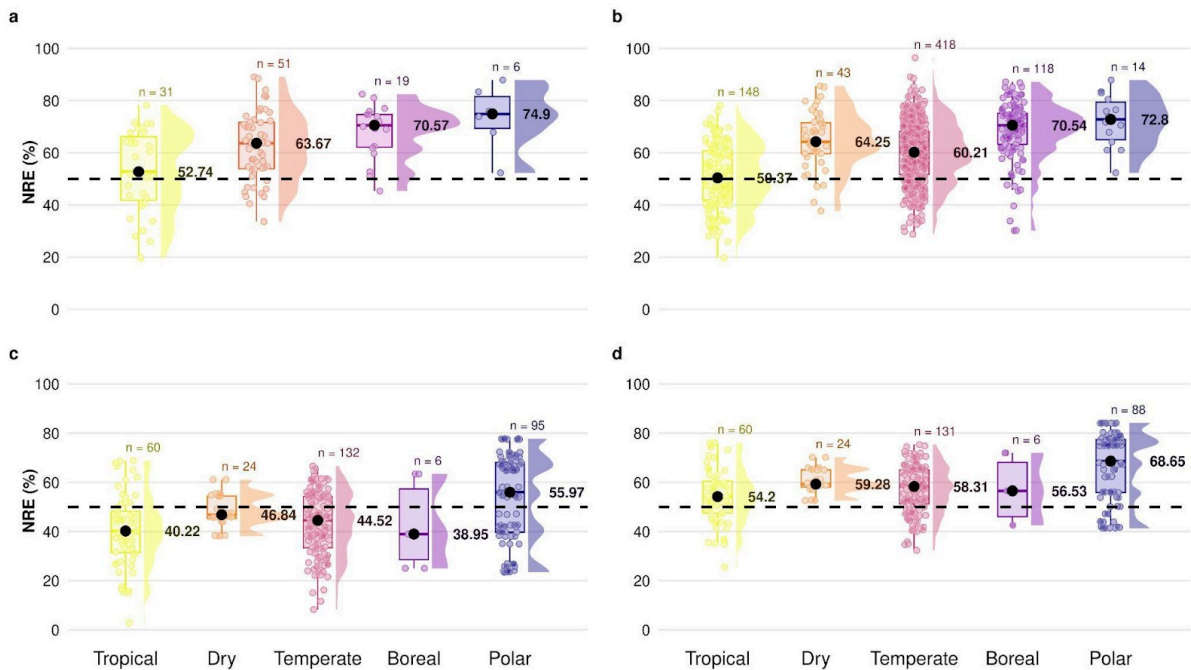 a
b
100
80
60
40
20
0
NRE (%)
n = 31
52.74
n = 51
63.67
n = 19
70.57
n = 6
74.9
100
80
60
40
20
0
NRE (%)
n = 148
50.37
n = 43
64.25
n = 418
60.21
n = 118
70.54
n = 14
72.8
c
d
100
80
60
40
20
0
NRE (%)
n = 60
40.22
n = 24
46.84
n = 132
44.52
n = 6
38.95
n = 95
55.97
Tropical Dry Temperate Boreal Polar
100
80
60
40
20
0
NRE (%)
n = 60
54.2
n = 24
59.28
n = 131
58.31
n = 6
56.53
n = 88
68.65
Tropical Dry Temperate Boreal Polar